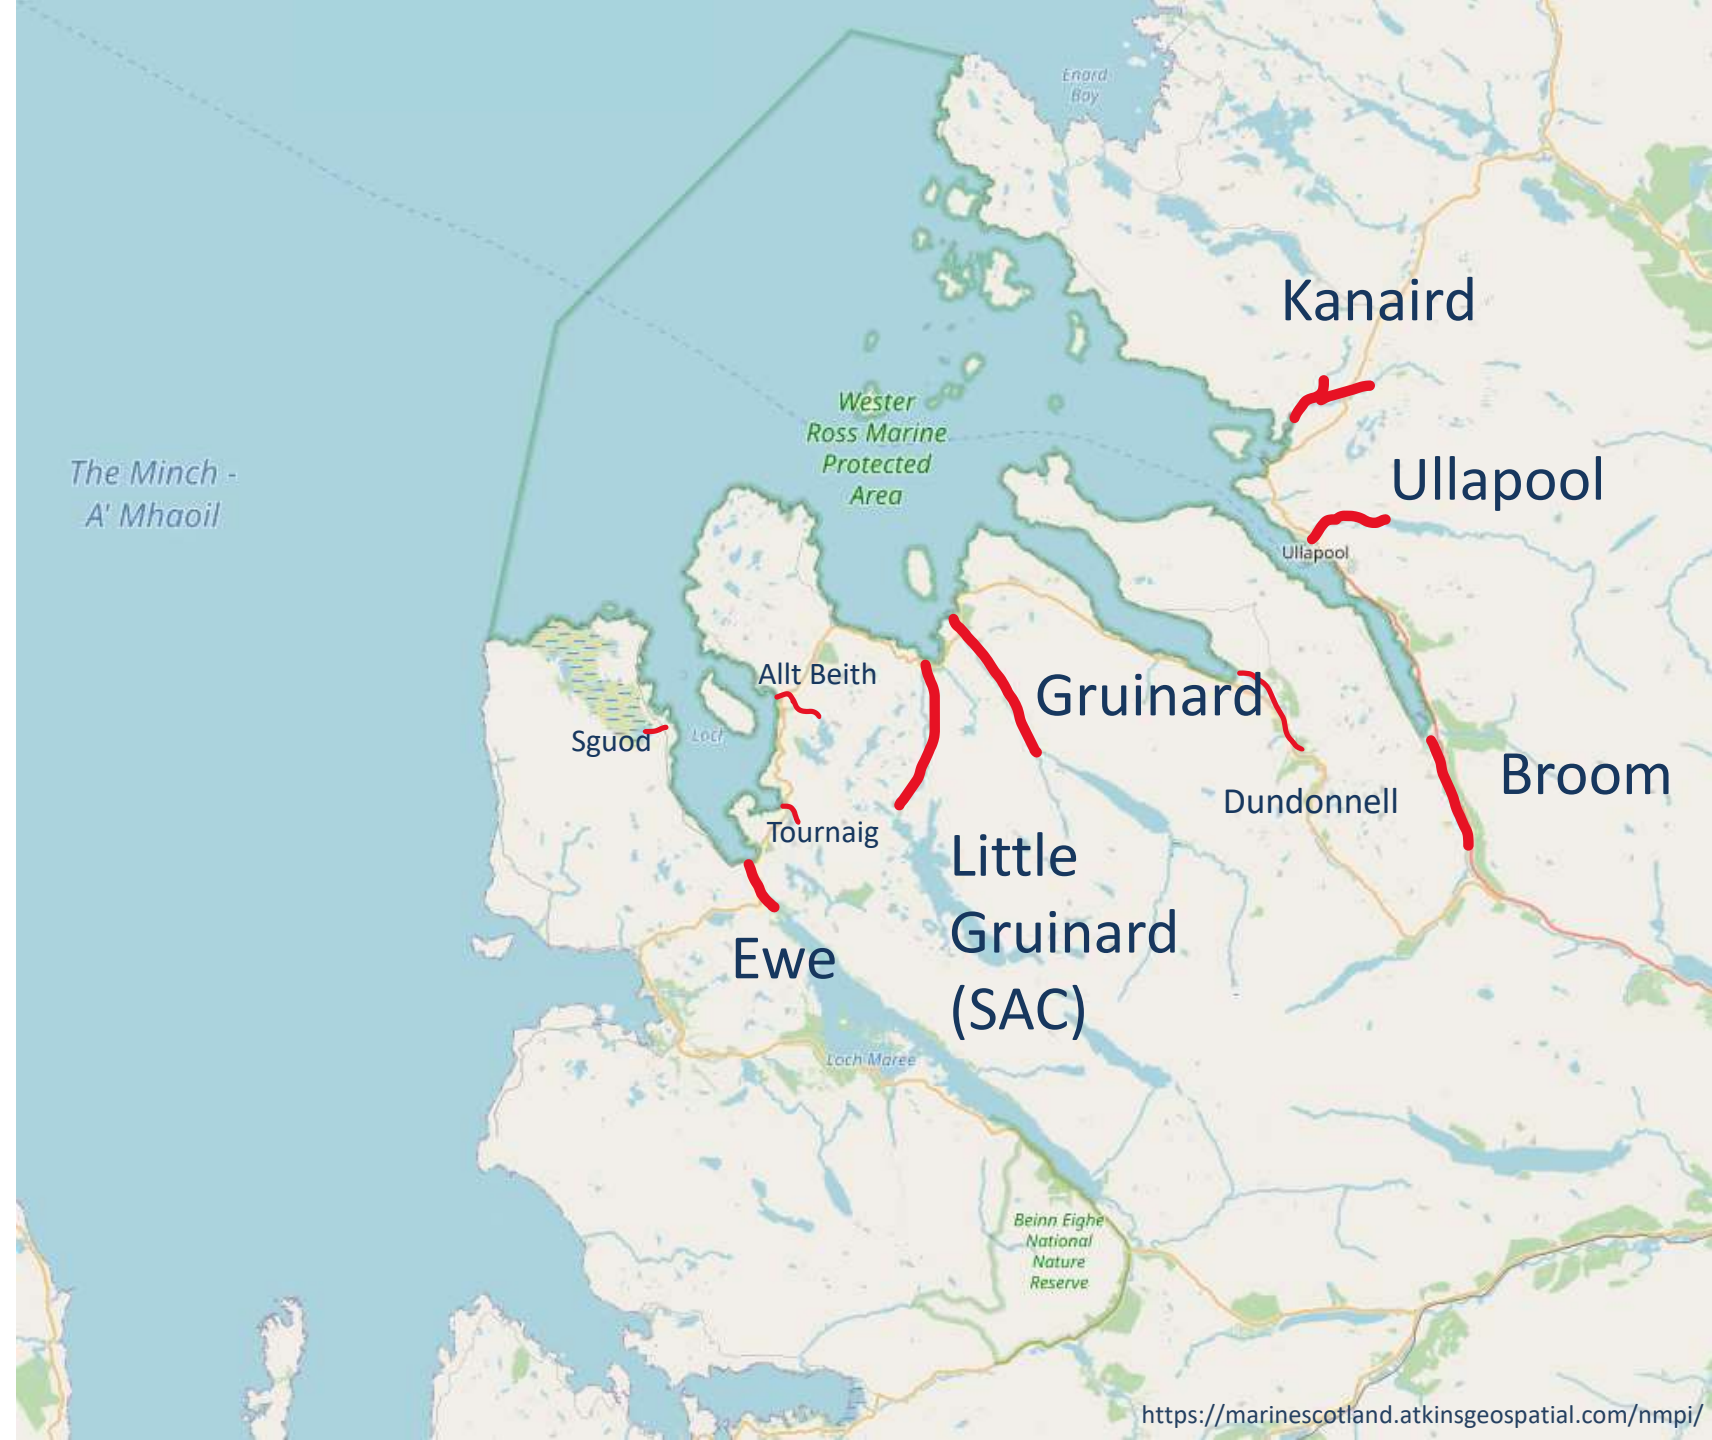 Enard
Bay
Kanaird
Wester
Ross Marine
Protected
Area
The Minch -
A' Mhaoil
Ullapool
Ullapool
Allt Beith
Gruinard
Sguod
Loch
Broom
Dundonnell
Tournaig
Little
Gruinard
(SAC)
Ewe
Loch Maree
Beinn Eighe
National
Nature
Reserve
https://marinescotland.atkinsgeospatial.com/nmpi/